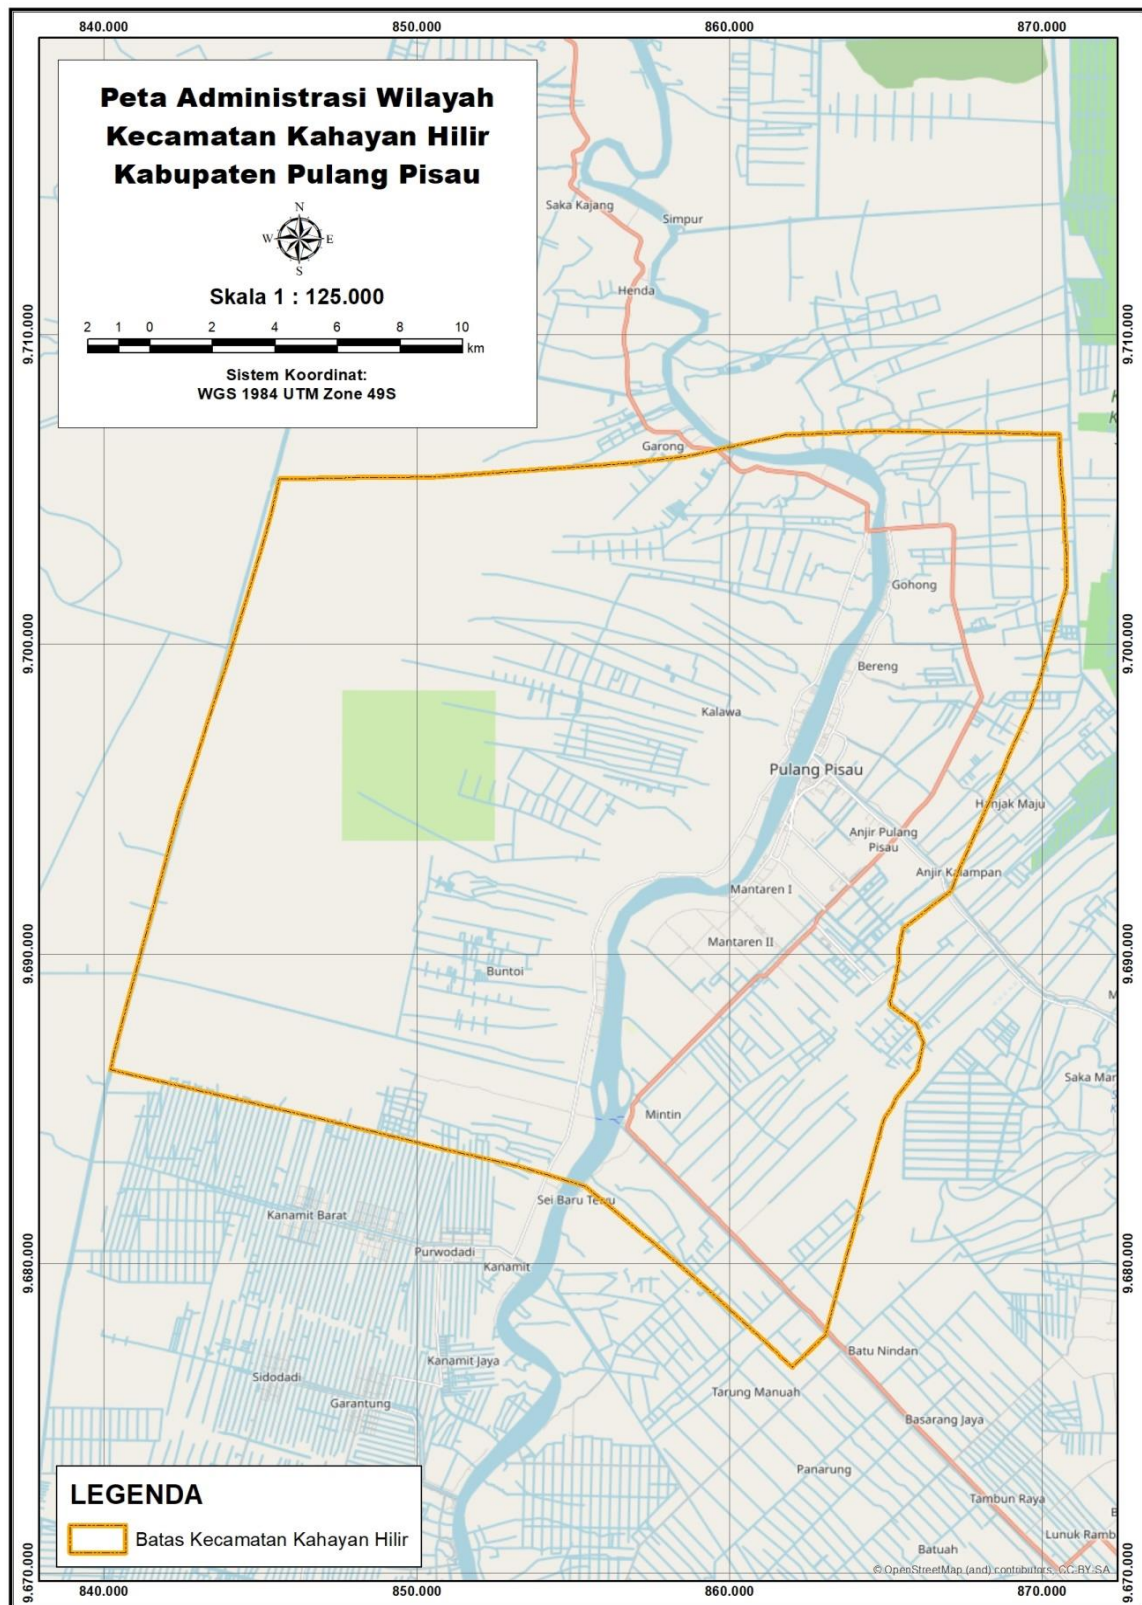 840.000 850.000 860.000 870.000
Peta Administrasi Wilayah
Kecamatan Kahayan Hilir
Kabupaten Pulang Pisau
N
W E
S
Skala 1 : 125.000
2 1 0 2 4 6 8 10
km
Sistem Koordinat:
WGS 1984 UTM Zone 49S
Saka Kajang
Simpur
Henda
9.710.000 9.710.000
Garong
Gohong
9.700.000 9.700.000
Bereng
Kalawa
Pulang Pisau
Hanjak Maju
Anjir Pulang
Pisau
Anjir Kalampan
Mantaren I
Mantaren II
9.690.000 9.690.000
Buntoi
Saka Mar
Mintin
Sei Baru Tewu
Kanamit Barat
Purwodadi
Kanamit
9.680.000 9.680.000
Batu Nindan
Kanamit Jaya
Sidodadi
Tarung Manuah
Garantung
Basarang Jaya
Panarung
Tambun Raya
Lunuk Ramb
Batuah
LEGENDA
Batas Kecamatan Kahayan Hilir
© OpenStreetMap (and) contributors, CC-BY-SA
9.670.000 9.670.000
840.000 850.000 860.000 870.000